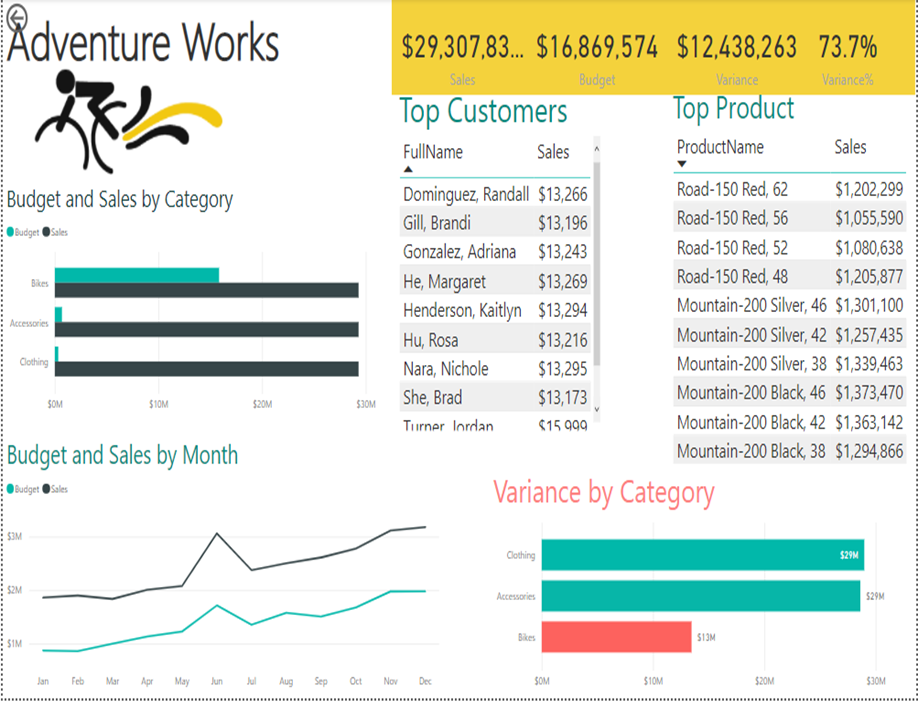 Adventure Works
$29,307,83... $16,869,574 $12,438,263 73.7%
Sales Budget Variance Variance%
Top Customers
FullName Sales
Dominguez, Randall $13,266
Gill, Brandi $13,196
Gonzalez, Adriana $13,243
He, Margaret $13,269
Henderson, Kaitlyn $13,294
Hu, Rosa $13,216
Nara, Nichole $13,295
She, Brad $13,173
Turner, Jordan $15,999
Top Product
ProductName Sales
Road-150 Red, 62 $1,202,299
Road-150 Red, 56 $1,055,590
Road-150 Red, 52 $1,080,638
Road-150 Red, 48 $1,205,877
Mountain-200 Silver, 46 $1,301,100
Mountain-200 Silver, 42 $1,257,435
Mountain-200 Silver, 38 $1,339,463
Mountain-200 Black, 46 $1,373,470
Mountain-200 Black, 42 $1,363,142
Mountain-200 Black, 38 $1,294,866
Budget and Sales by Category
Budget Sales
Bikes
Accessories
Clothing
$0M $10M $20M $30M
Budget and Sales by Month
Budget Sales
$3M
$2M
$1M
Jan Feb Mar Apr May Jun Jul Aug Sep Oct Nov Dec
Variance by Category
Clothing $29M
Accessories $29M
Bikes $13M
$0M $10M $20M $30M